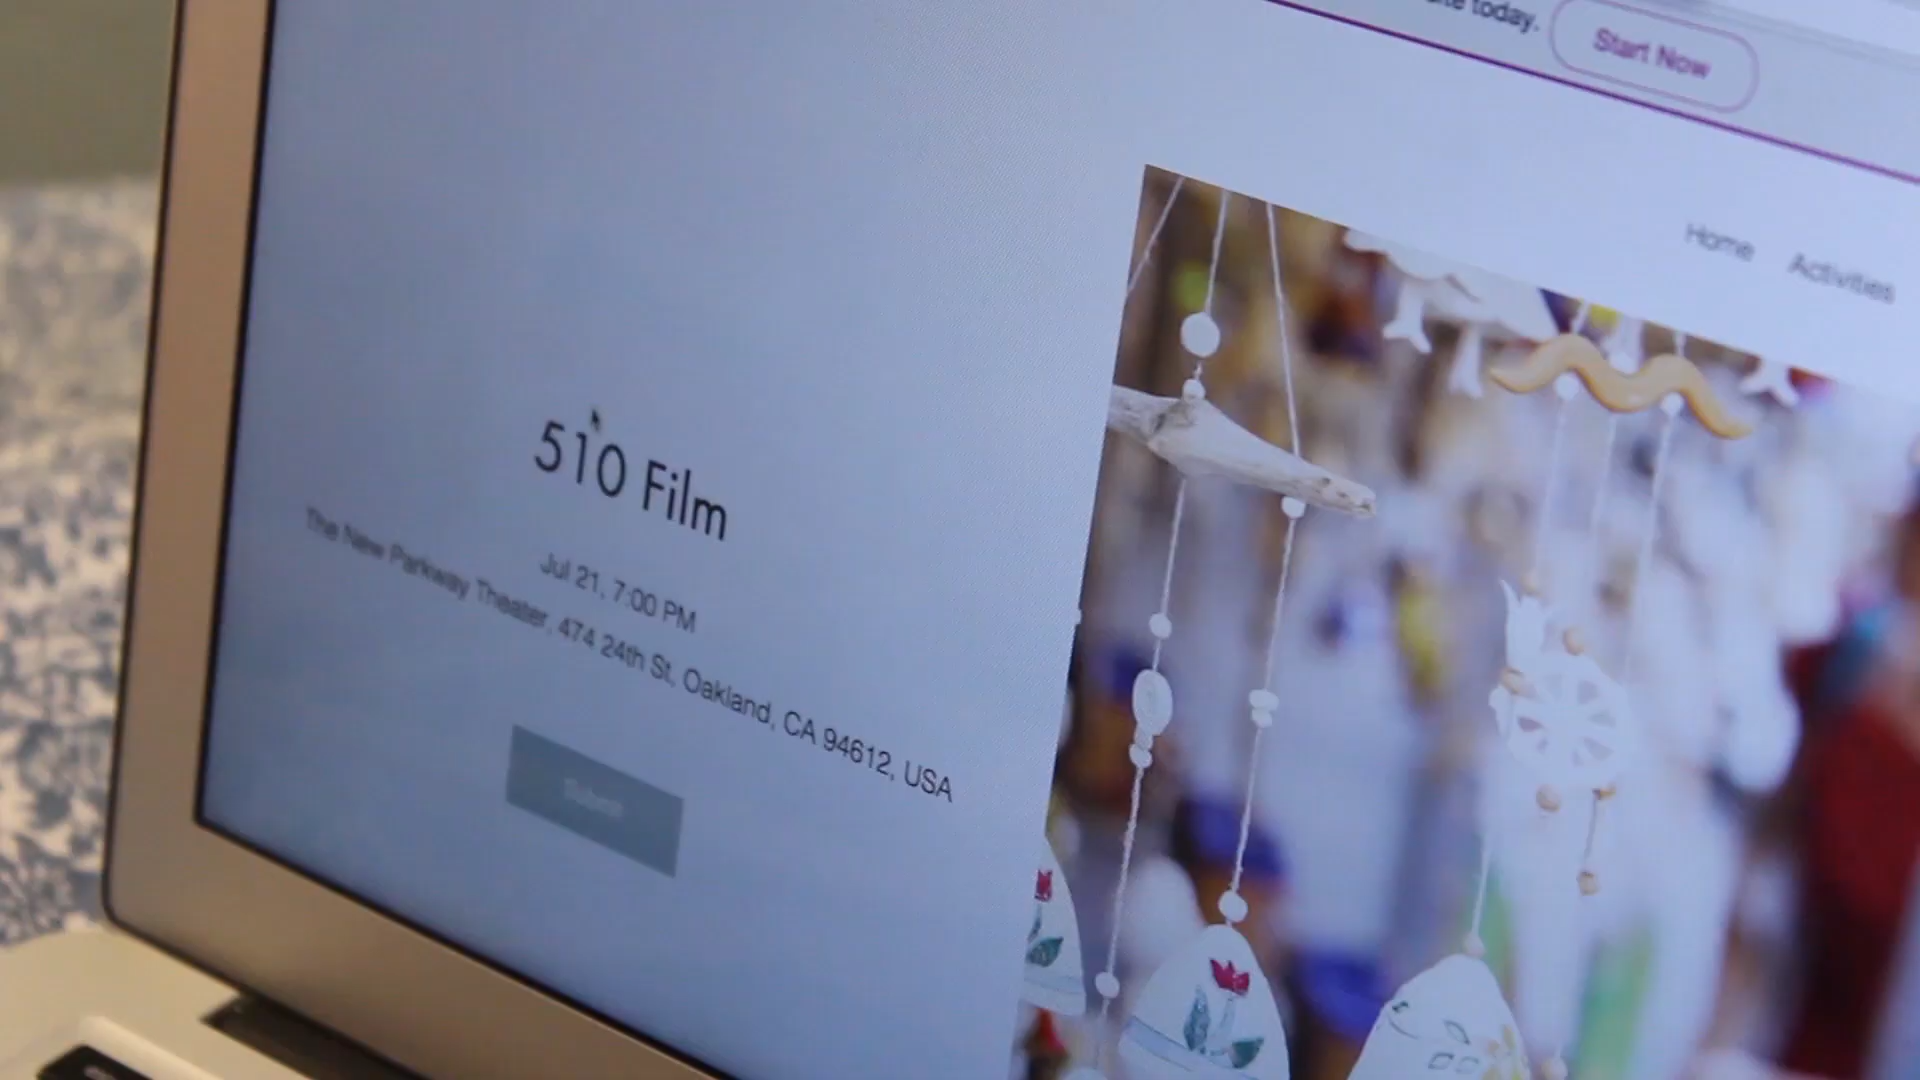 today.
Start Now
Home Activities
510 Film
Jul 21, 7:00 PM
The New Parkway Theater, 474 24th St, Oakland, CA 94612, USA